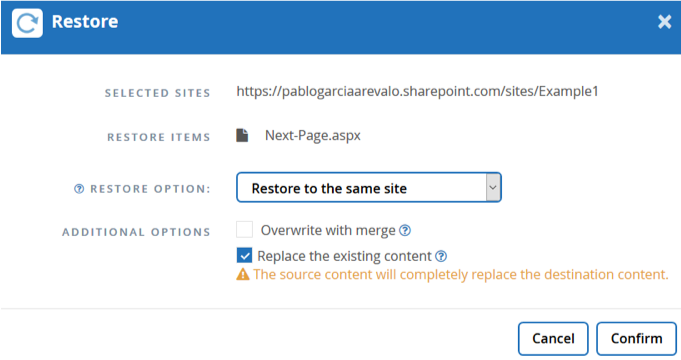 Restore
SELECTED SITES https://pablogarciaarevalo.sharepoint.com/sites/Example1
RESTORE ITEMS Next-Page.aspx
RESTORE OPTION: Restore to the same site
ADDITIONAL OPTIONS Overwrite with merge
Replace the existing content
The source content will completely replace the destination content.
Cancel Confirm